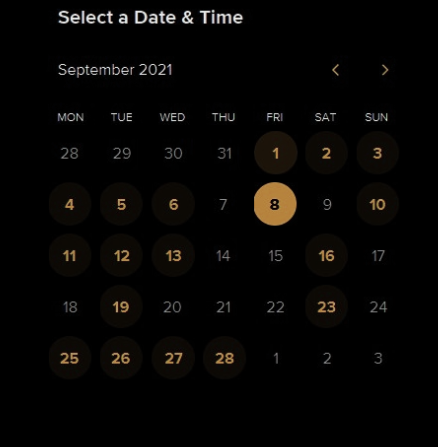 Select a Date & Time
September 2021
MON TUE WED THU FRI SAT SUN
28 29 30 31 1 2 3
4 5 6 7 8 9 10
11 12 13 14 15 16 17
18 19 20 21 22 23 24
25 26 27 28 1 2 3